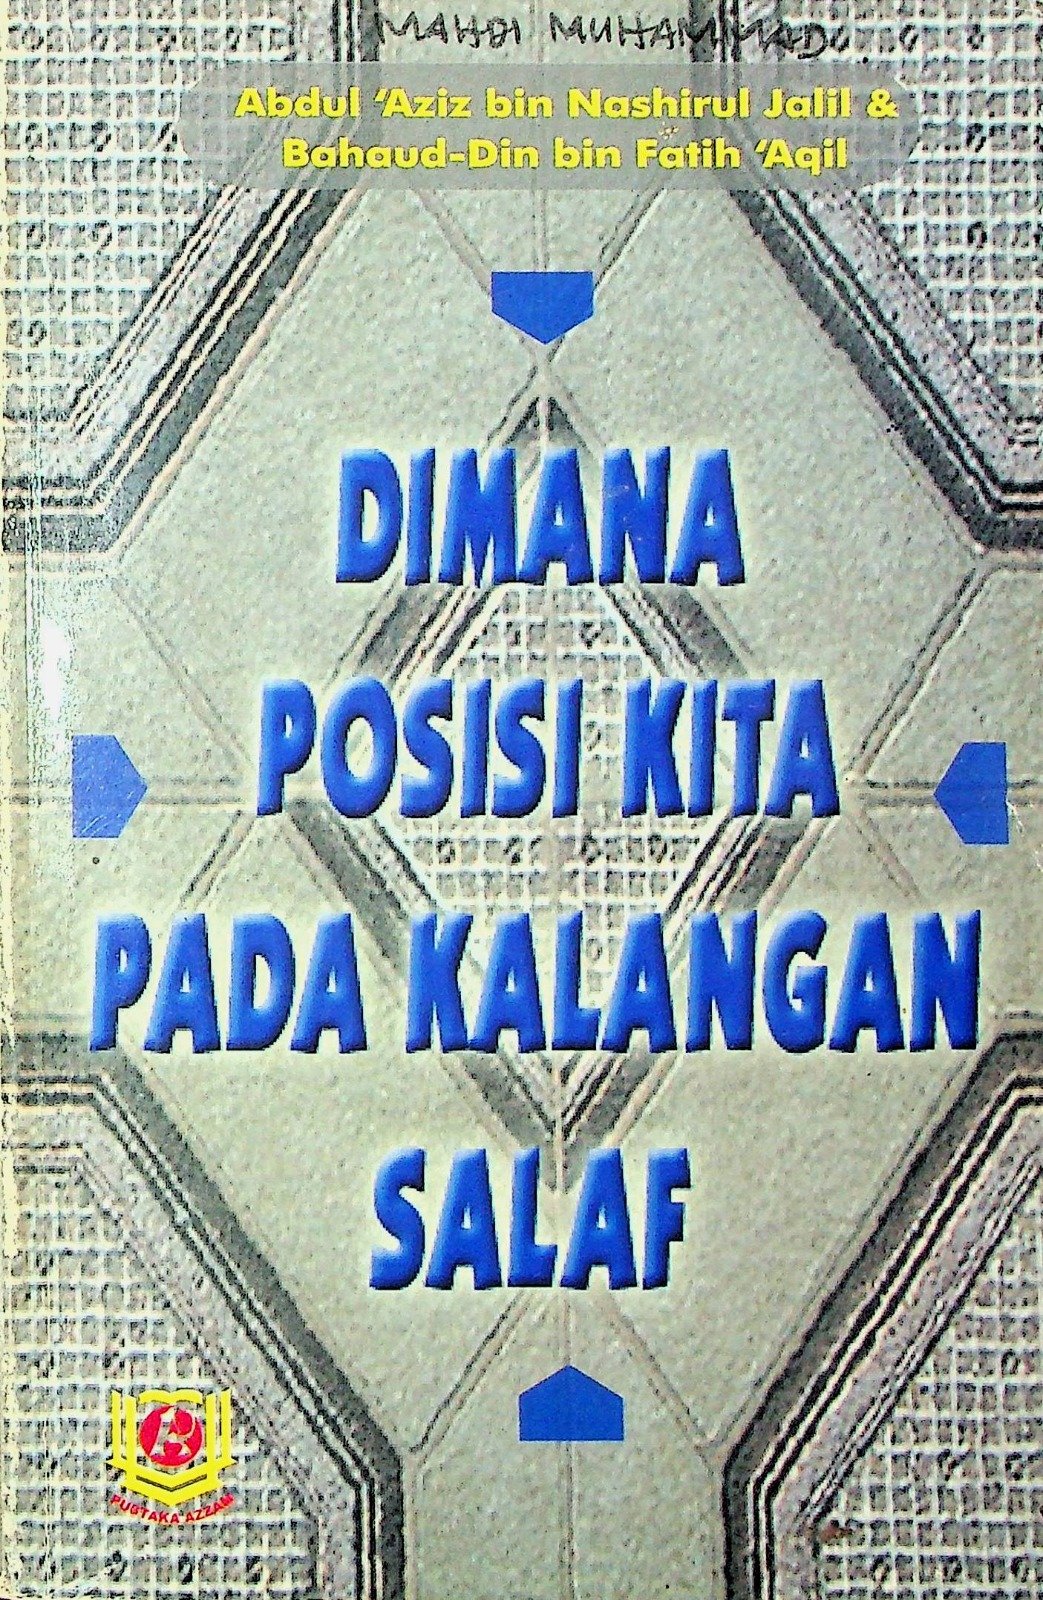 MAHDI MUHAMMAD
Abdul 'Aziz bin Nashirul Jalil &
Bahaud-Din bin Fatih 'Aqil
DIMANA
POSISI KITA
PADA KALANGAN
SALAF
PUSTAKA AZZAM